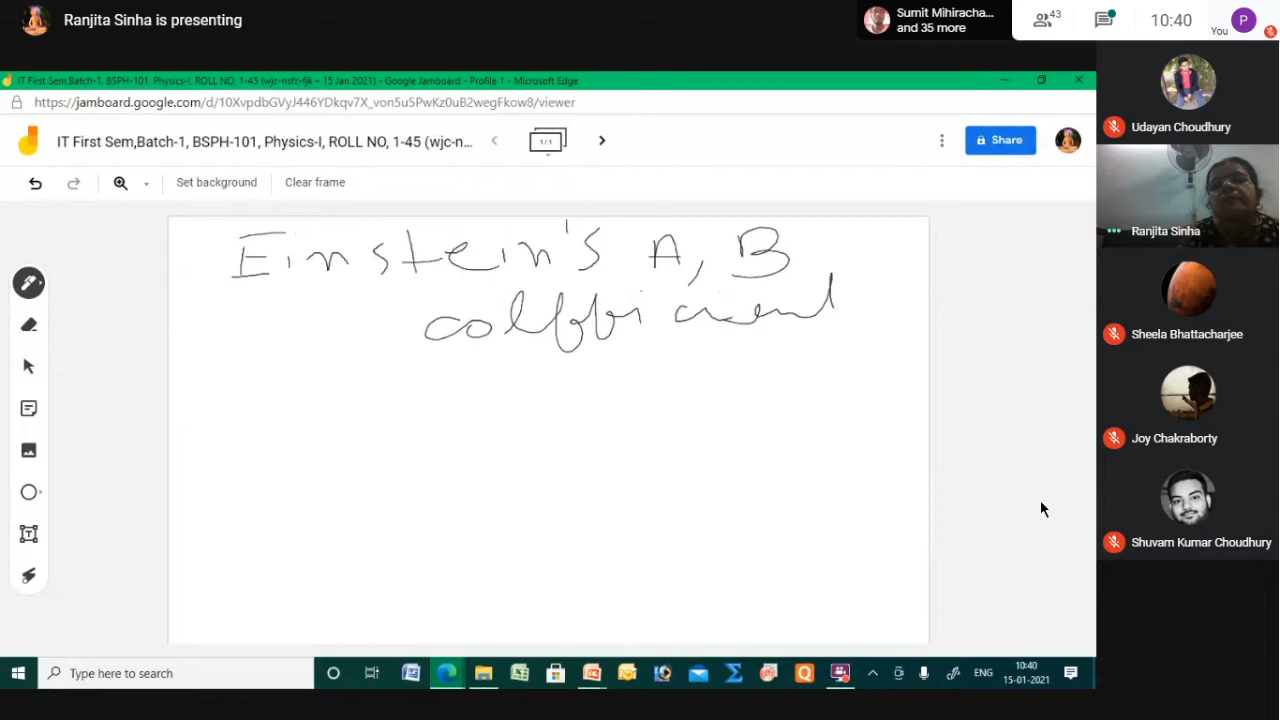 Ranjita Sinha is presenting
Sumit Mihiracha...
and 35 more
43
10:40
You
P
IT First Sem,Batch-1, BSPH-101, Physics-I, ROLL NO, 1-45 (wjc-nsfz-fjk – 15 Jan 2021) - Google Jamboard - Profile 1 - Microsoft Edge
https://jamboard.google.com/d/10XvpdbGVyJ446YDkqv7X_von5u5PwKz0uB2wegFkow8/viewer
IT First Sem,Batch-1, BSPH-101, Physics-I, ROLL NO, 1-45 (wjc-n...
1/1
Share
Set background
Clear frame
Einstein's A, B
coefficient
Udayan Choudhury
Ranjita Sinha
Sheela Bhattacharjee
Joy Chakraborty
Shuvam Kumar Choudhury
Type here to search
ENG
10:40
15-01-2021